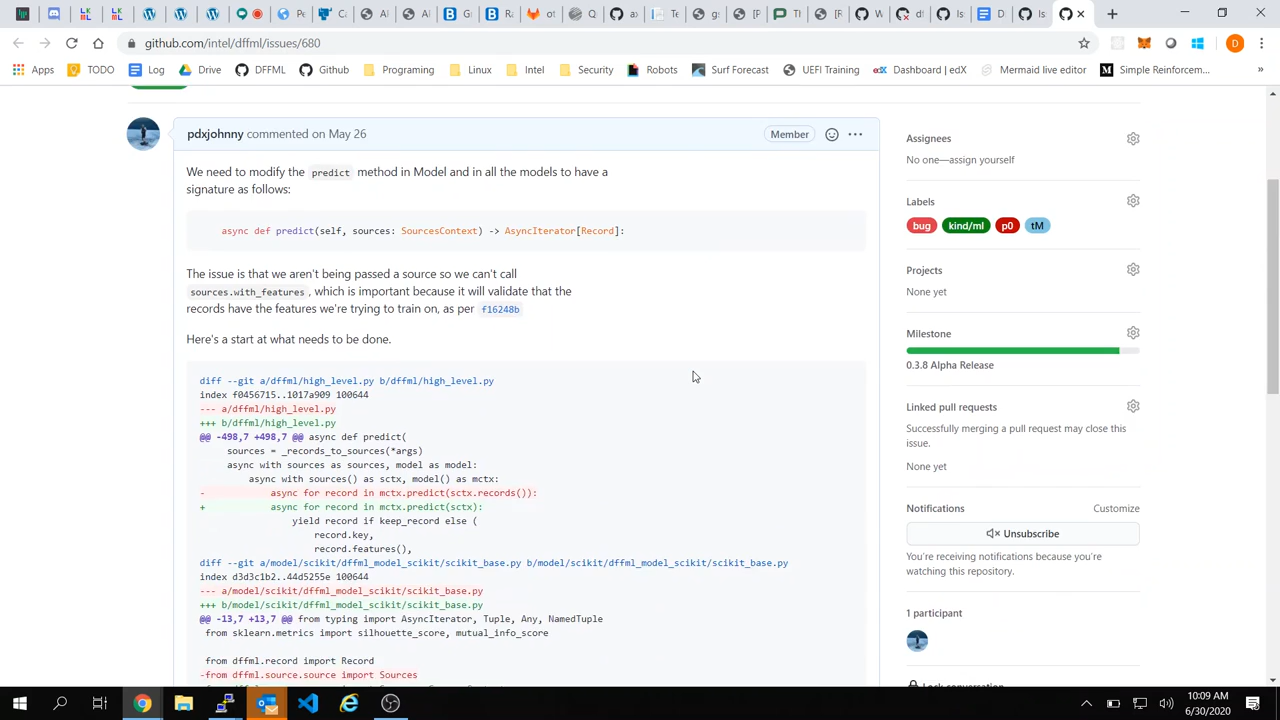 github.com/intel/dffml/issues/680
Apps
TODO
Log
Drive
DFFML
Github
Programing
Linux
Intel
Security
Robots
Surf Forecast
UEFI Training
edX
Dashboard | edX
Mermaid live editor
M
Simple Reinforcem...
»
pdxjohnny commented on May 26
Member
We need to modify the predict method in Model and in all the models to have a
signature as follows:
async def predict(self, sources: SourcesContext) -> AsyncIterator[Record]:
The issue is that we aren't being passed a source so we can't call
sources.with_features , which is important because it will validate that the
records have the features we're trying to train on, as per f16248b
Here's a start at what needs to be done.
diff --git a/dffml/high_level.py b/dffml/high_level.py
index f0456715..1017a909 100644
--- a/dffml/high_level.py
+++ b/dffml/high_level.py
@@ -498,7 +498,7 @@ async def predict(
sources = _records_to_sources(*args)
async with sources as sources, model as model:
async with sources() as sctx, model() as mctx:
- async for record in mctx.predict(sctx.records()):
+ async for record in mctx.predict(sctx):
yield record if keep_record else (
record.key,
record.features(),
diff --git a/model/scikit/dffml_model_scikit/scikit_base.py b/model/scikit/dffml_model_scikit/scikit_base.py
index d3d3c1b2..44d5255e 100644
--- a/model/scikit/dffml_model_scikit/scikit_base.py
+++ b/model/scikit/dffml_model_scikit/scikit_base.py
@@ -13,7 +13,7 @@ from typing import AsyncIterator, Tuple, Any, NamedTuple
from sklearn.metrics import silhouette_score, mutual_info_score
from dffml.record import Record
-from dffml.source.source import Sources
Assignees
No one—assign yourself
Labels
bug
kind/ml
p0
tM
Projects
None yet
Milestone
0.3.8 Alpha Release
Linked pull requests
Successfully merging a pull request may close this
issue.
None yet
Notifications
Customize
Unsubscribe
You're receiving notifications because you're
watching this repository.
1 participant
Lock conversation
10:09 AM
6/30/2020